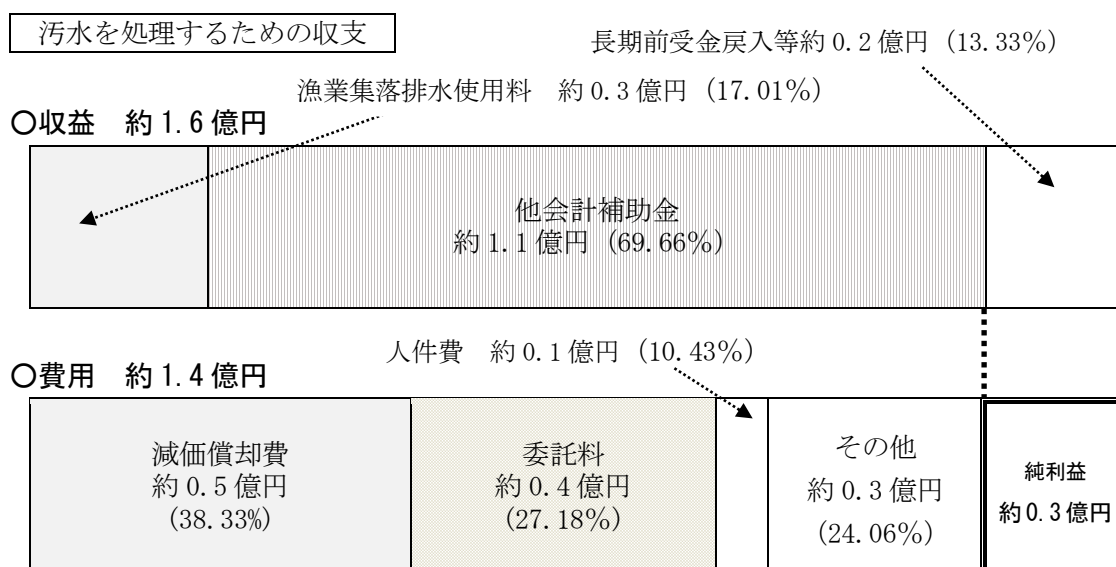 汚水を処理するための収支
長期前受金戻入等約0.2億円（13.33%）
漁業集落排水使用料　約0.3億円（17.01%）
○収益　約1.6億円
他会計補助金
約1.1億円（69.66%）
人件費　約0.1億円（10.43%）
○費用　約1.4億円
減価償却費
約0.5億円
(38.33%)
委託料
約0.4億円
（27.18%）
その他
約0.3億円
（24.06%）
純利益
約0.3億円